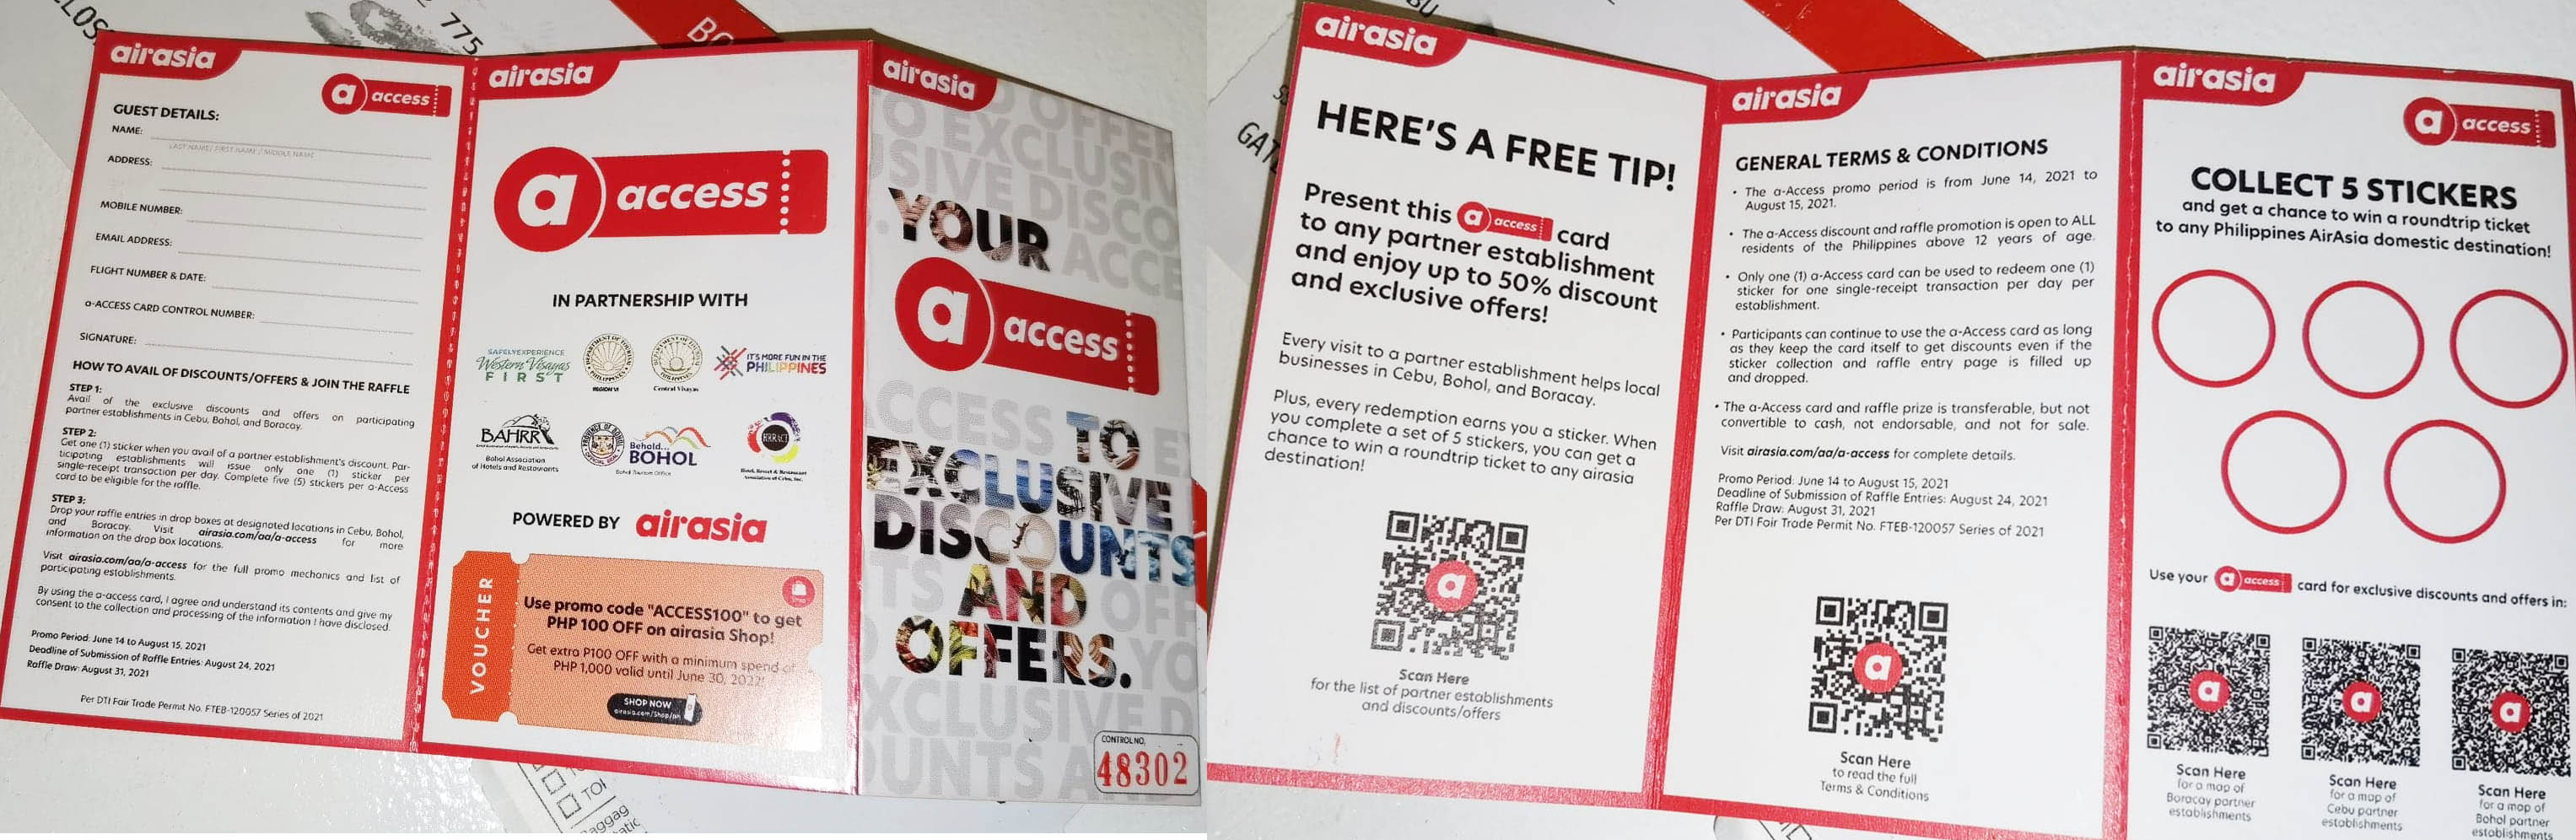 LOS
775
BO
airasia
a access
GUEST DETAILS:
NAME:
LAST NAME/ FIRST NAME / MIDDLE NAME
ADDRESS:
MOBILE NUMBER:
EMAIL ADDRESS:
FLIGHT NUMBER & DATE:
a-ACCESS CARD CONTROL NUMBER:
SIGNATURE:
HOW TO AVAIL OF DISCOUNTS/OFFERS & JOIN THE RAFFLE
STEP 1:
Avail of the exclusive discounts and offers on participating
partner establishments in Cebu, Bohol, and Boracay.
STEP 2:
Get one (1) sticker when you avail of a partner establishment's discount. Par-
ticipating establishments will issue only one (1) sticker per
single-receipt transaction per day. Complete five (5) stickers per a-Access
card to be eligible for the raffle.
STEP 3:
Drop your raffle entries in drop boxes at designated locations in Cebu, Bohol,
and Boracay. Visit airasia.com/aa/a-access for more
information on the drop box locations.
Visit airasia.com/aa/a-access for the full promo mechanics and list of
participating establishments.
By using the a-access card, I agree and understand its contents and give my
consent to the collection and processing of the information I have disclosed.
Promo Period: June 14 to August 15, 2021
Deadline of Submission of Raffle Entries: August 24, 2021
Raffle Draw: August 31, 2021
Per DTI Fair Trade Permit No. FTEB-120057 Series of 2021
airasia
a access
IN PARTNERSHIP WITH
SAFELY EXPERIENCE
Western Visayas
FIRST
REGION VI
Central Visayas
IT'S MORE FUN IN THE
PHILIPPINES
BAHRR
Bohol Association
of Hotels and Restaurants
PROVINCE OF BOHOL
Behold...
BOHOL
Bohol Tourism Office
HRRACI
Hotel, Resort & Restaurant
Association of Cebu, Inc.
POWERED BY airasia
VOUCHER
Use promo code "ACCESS100" to get
PHP 100 OFF on airasia Shop!
Get extra P100 OFF with a minimum spend of
PHP 1,000 valid until June 30, 2022!
SHOP NOW
airasia.com/shop/ph
airasia
YOUR
a access
TO
EXCLUSIVE
DISCOUNTS
AND
OFFERS.
CONTROL NO.
48302
airasia
HERE'S A FREE TIP!
Present this a access card
to any partner establishment
and enjoy up to 50% discount
and exclusive offers!
Every visit to a partner establishment helps local
businesses in Cebu, Bohol, and Boracay.
Plus, every redemption earns you a sticker. When
you complete a set of 5 stickers, you can get a
chance to win a roundtrip ticket to any airasia
destination!
a
Scan Here
for the list of partner establishments
and discounts/offers
airasia
GENERAL TERMS & CONDITIONS
• The a-Access promo period is from June 14, 2021 to
August 15, 2021.
• The a-Access discount and raffle promotion is open to ALL
residents of the Philippines above 12 years of age.
• Only one (1) a-Access card can be used to redeem one (1)
sticker for one single-receipt transaction per day per
establishment.
• Participants can continue to use the a-Access card as long
as they keep the card itself to get discounts even if the
sticker collection and raffle entry page is filled up
and dropped.
• The a-Access card and raffle prize is transferable, but not
convertible to cash, not endorsable, and not for sale.
Visit airasia.com/aa/a-access for complete details.
Promo Period: June 14 to August 15, 2021
Deadline of Submission of Raffle Entries: August 24, 2021
Raffle Draw: August 31, 2021
Per DTI Fair Trade Permit No. FTEB-120057 Series of 2021
a
Scan Here
to read the full
Terms & Conditions
airasia
a access
COLLECT 5 STICKERS
and get a chance to win a roundtrip ticket
to any Philippines AirAsia domestic destination!
Use your a access card for exclusive discounts and offers in:
a
Scan Here
for a map of
Boracay partner
establishments
a
Scan Here
for a map of
Cebu partner
establishments
a
Scan Here
for a map of
Bohol partner
establishments